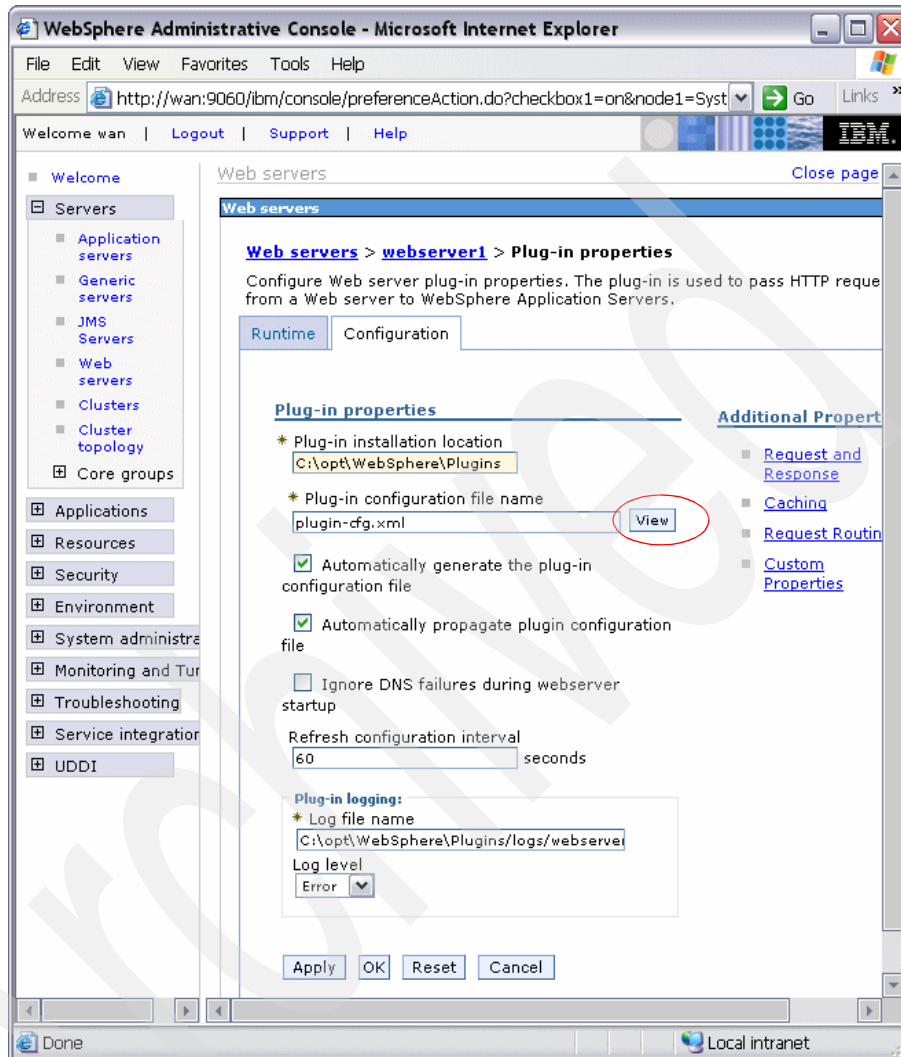 WebSphere Administrative Console - Microsoft Internet Explorer
File Edit View Favorites Tools Help
Address http://wan:9060/ibm/console/preferenceAction.do?checkbox1=on&node1=Syst Go Links »
Welcome wan | Logout | Support | Help
IBM.
Welcome
Servers
Application
servers
Generic
servers
JMS
Servers
Web
servers
Clusters
Cluster
topology
Core groups
Applications
Resources
Security
Environment
System administra
Monitoring and Tun
Troubleshooting
Service integration
UDDI
Web servers
Close page
Web servers
Web servers > webserver1 > Plug-in properties
Configure Web server plug-in properties. The plug-in is used to pass HTTP reque
from a Web server to WebSphere Application Servers.
Runtime Configuration
Plug-in properties
* Plug-in installation location
C:\opt\WebSphere\Plugins
* Plug-in configuration file name
plugin-cfg.xml View
Automatically generate the plug-in
configuration file
Automatically propagate plugin configuration
file
Ignore DNS failures during webserver
startup
Refresh configuration interval
60 seconds
Plug-in logging:
* Log file name
C:\opt\WebSphere\Plugins/logs/webserver
Log level
Error
Apply OK Reset Cancel
Additional Propert
Request and
Response
Caching
Request Routin
Custom
Properties
Done
Local intranet
Archived